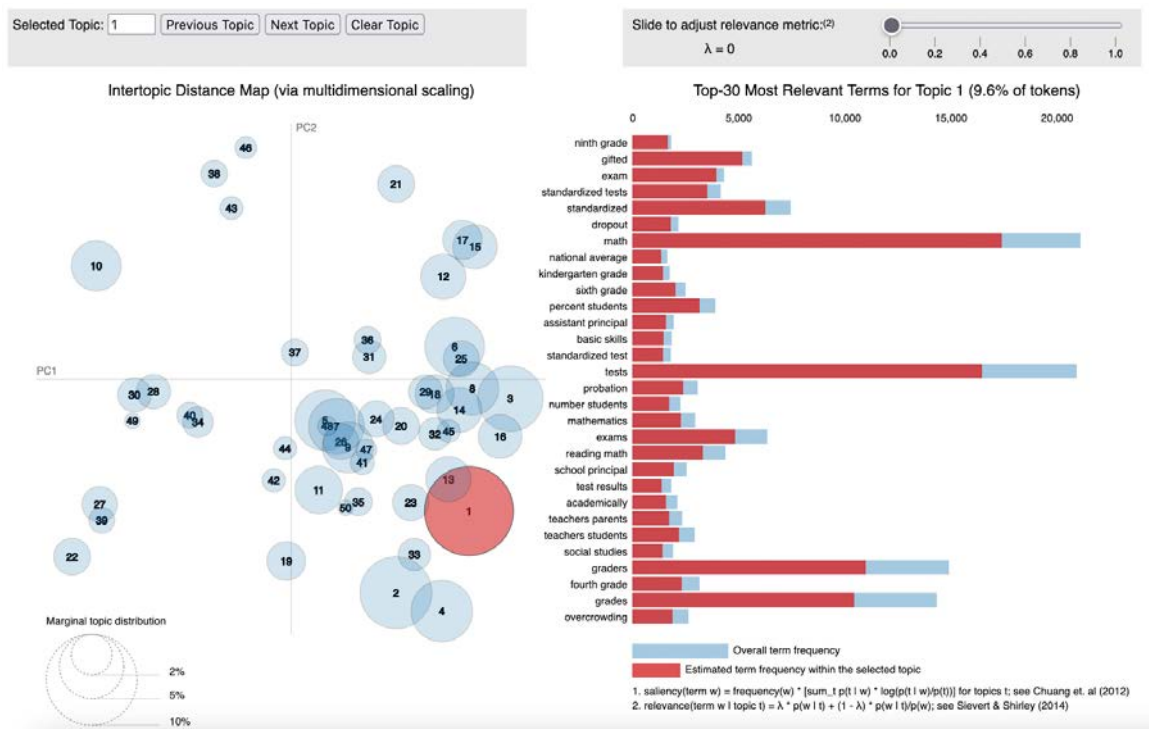 Selected Topic: 1 Previous Topic Next Topic Clear Topic
Slide to adjust relevance metric:(2)
λ = 0
0.0 0.2 0.4 0.6 0.8 1.0
Intertopic Distance Map (via multidimensional scaling)
PC2
PC1
46
38
21
43
17
15
10
12
36
37
6
31
25
29
18
8
3
30
28
14
40
34
49
5
48
7
24
20
32
45
16
26
9
44
47
41
42
13
11
27
39
50
35
23
1
22
19
33
2
4
Marginal topic distribution
2%
5%
10%
Top-30 Most Relevant Terms for Topic 1 (9.6% of tokens)
0 5,000 10,000 15,000 20,000
ninth grade
gifted
exam
standardized tests
standardized
dropout
math
national average
kindergarten grade
sixth grade
percent students
assistant principal
basic skills
standardized test
tests
probation
number students
mathematics
exams
reading math
school principal
test results
academically
teachers parents
teachers students
social studies
graders
fourth grade
grades
overcrowding
Overall term frequency
Estimated term frequency within the selected topic
1. saliency(term w) = frequency(w) * [sum_t p(t | w) * log(p(t | w)/p(t))] for topics t; see Chuang et. al (2012)
2. relevance(term w | topic t) = λ * p(w | t) + (1 - λ) * p(w | t)/p(w); see Sievert & Shirley (2014)